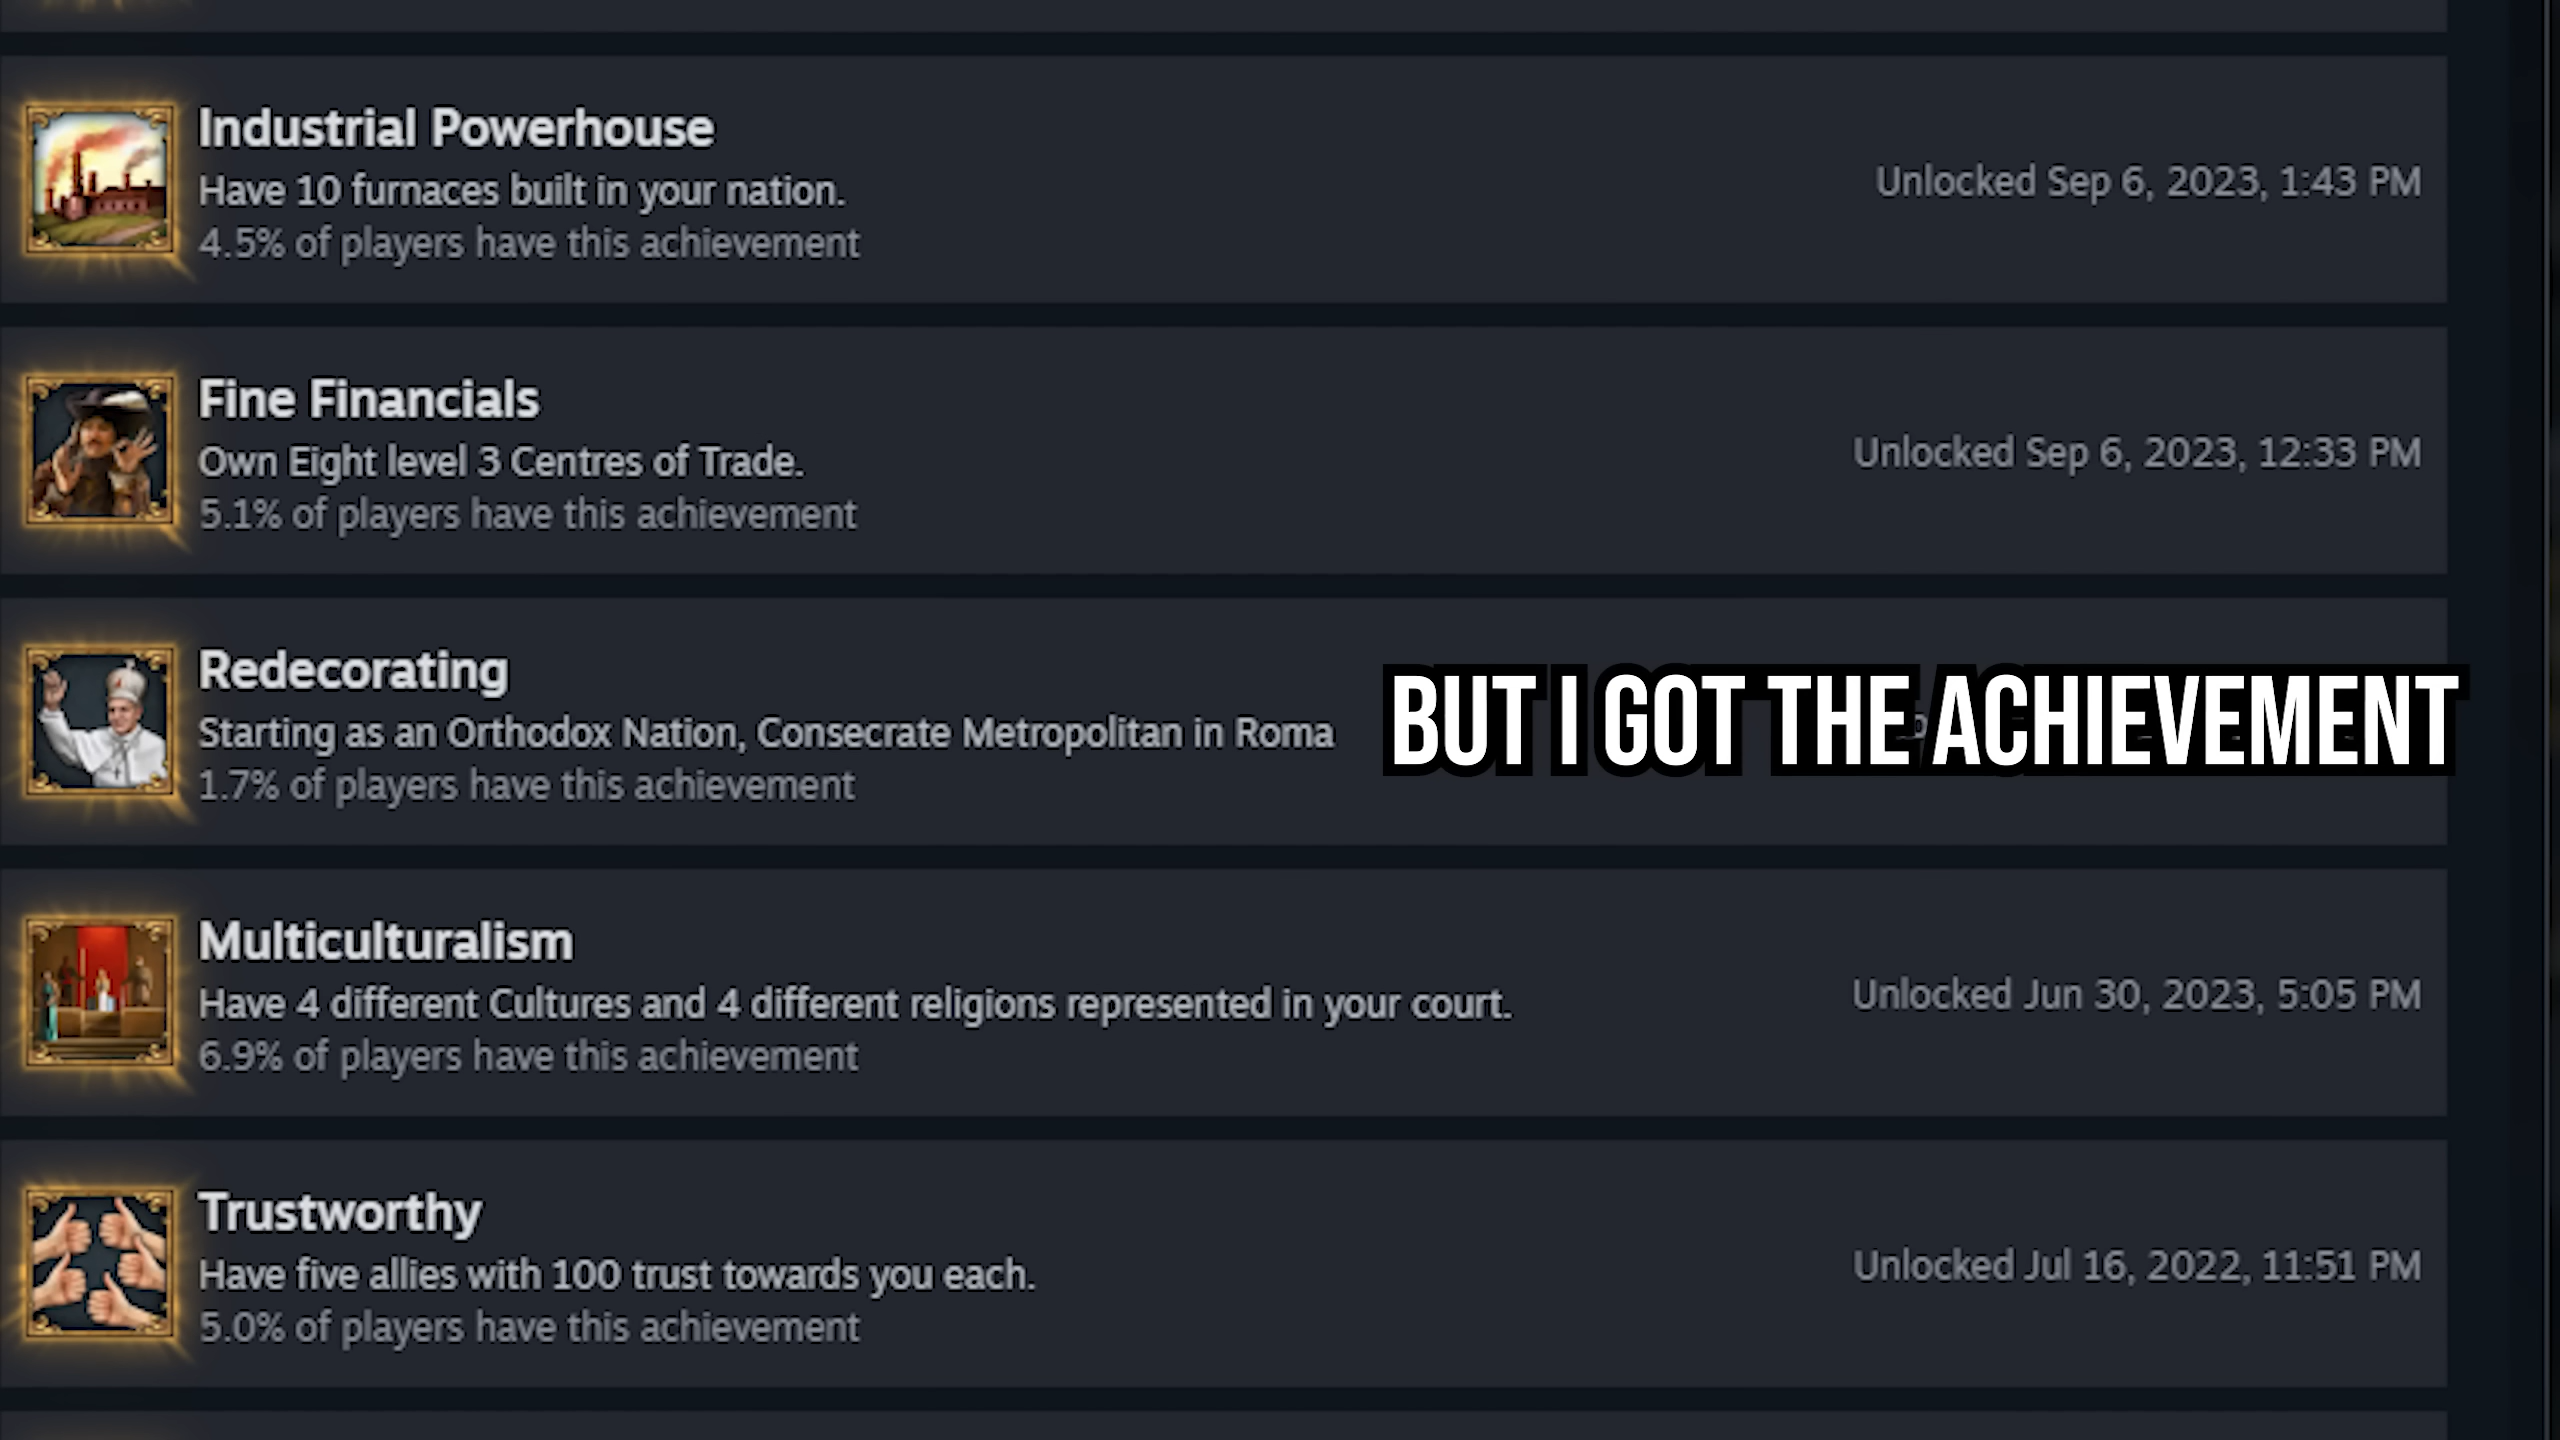 Industrial Powerhouse
Have 10 furnaces built in your nation.
4.5% of players have this achievement
Unlocked Sep 6, 2023, 1:43 PM
Fine Financials
Own Eight level 3 Centres of Trade.
5.1% of players have this achievement
Unlocked Sep 6, 2023, 12:33 PM
Redecorating
Starting as an Orthodox Nation, Consecrate Metropolitan in Roma
1.7% of players have this achievement
BUT I GOT THE ACHIEVEMENT
Multiculturalism
Have 4 different Cultures and 4 different religions represented in your court.
6.9% of players have this achievement
Unlocked Jun 30, 2023, 5:05 PM
Trustworthy
Have five allies with 100 trust towards you each.
5.0% of players have this achievement
Unlocked Jul 16, 2022, 11:51 PM